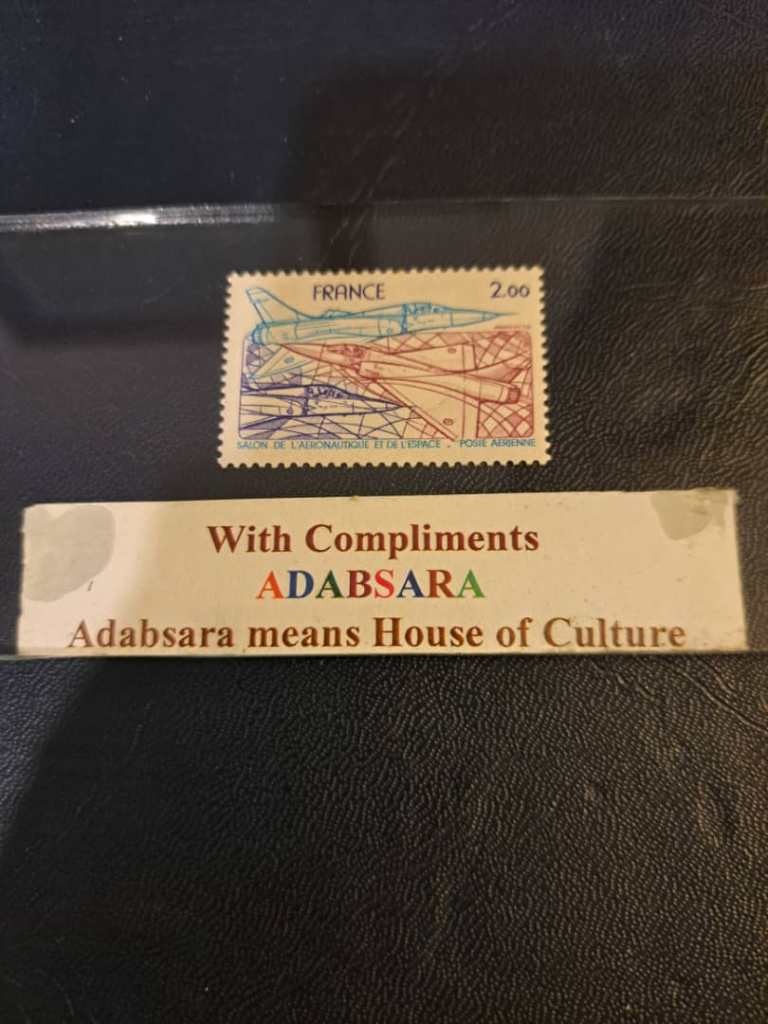 FRANCE 2.00
SALON DE L'AERONAUTIQUE ET DE L'ESPACE . POSTE AERIENNE
With Compliments
ADABSARA
Adabsara means House of Culture